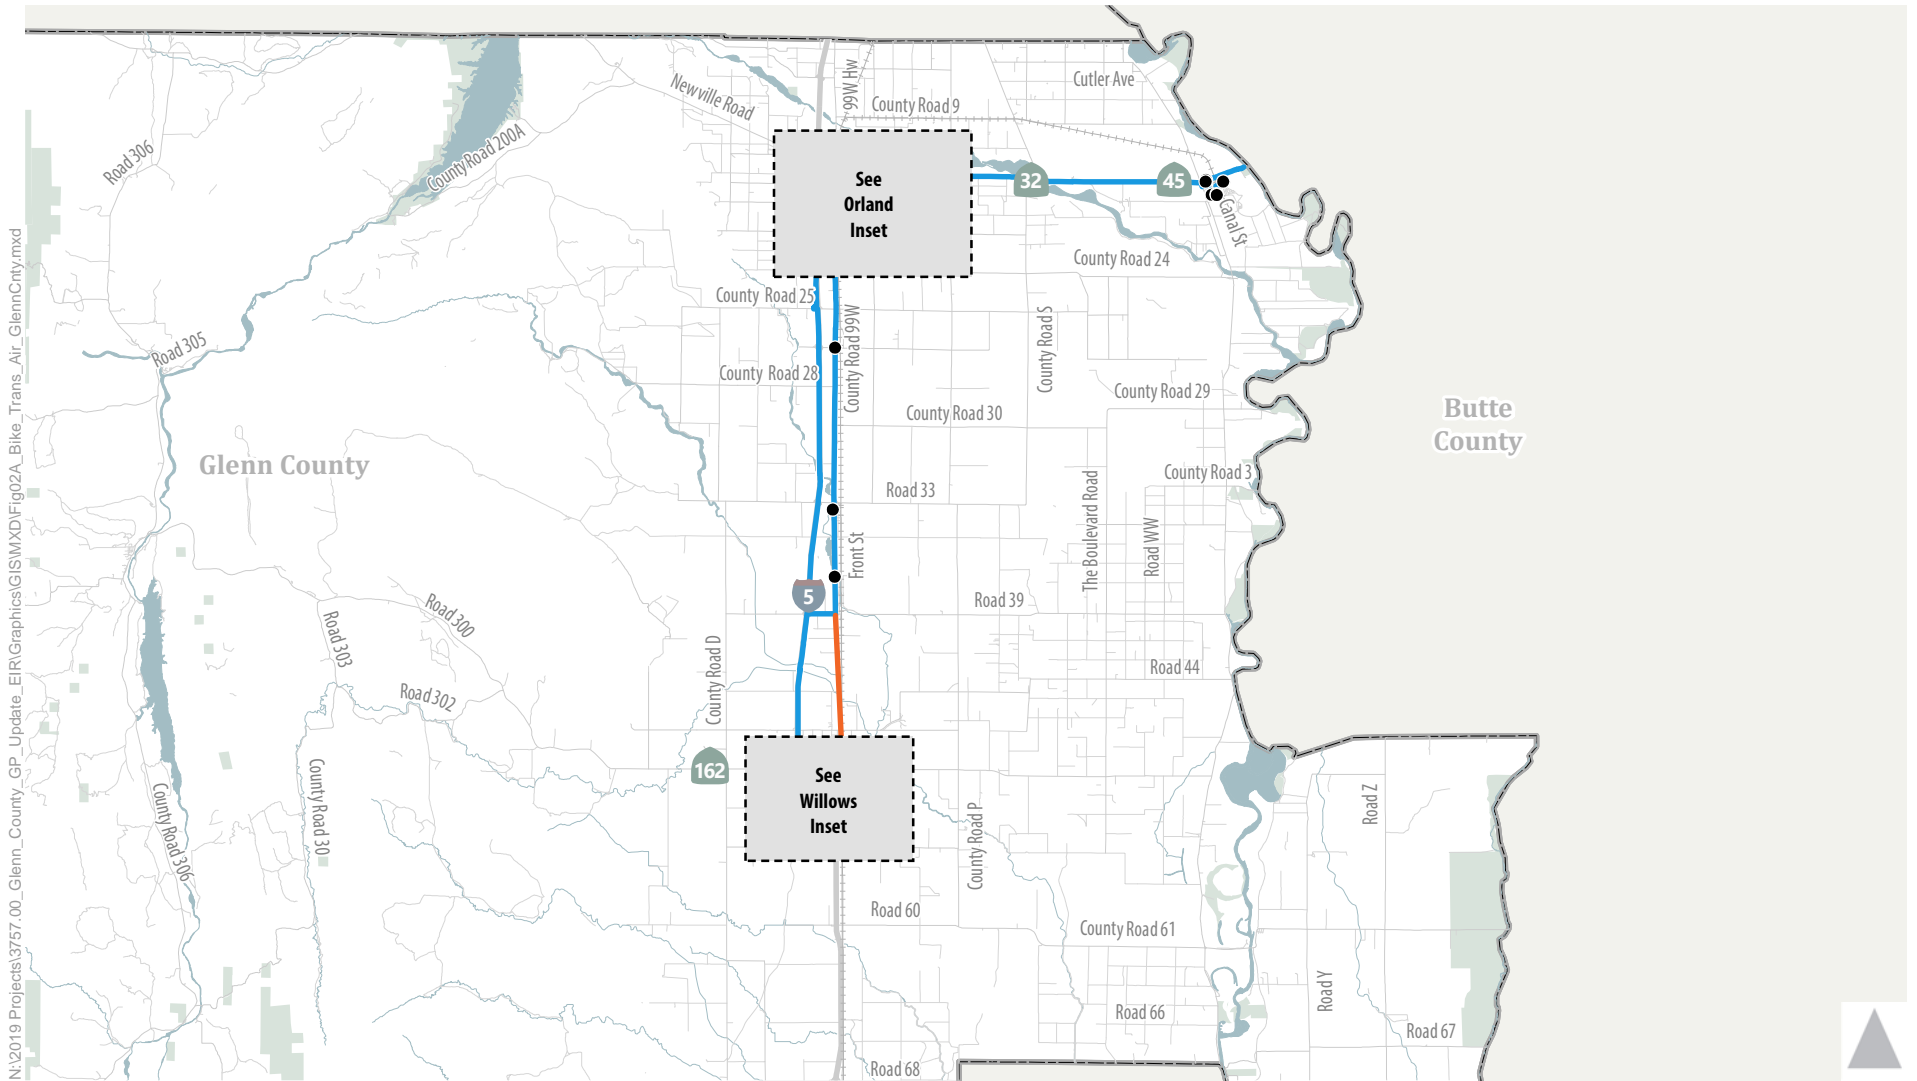 Cutler Ave
99W Hw
Newville Road
County Road 9
Road 306
County Road 200A
See
Orland
Inset
32
45
Canal St
County Road 24
County Road 25
County Road 99W
County Road S
Road 305
County Road 28
County Road 29
County Road 30
Butte
County
Glenn County
County Road 3
Road 33
The Boulevard Road
Road WW
Front St
5
Road 39
Road 300
Road 303
Road 44
County Road D
Road 302
162
See
Willows
Inset
County Road 30
County Road 306
County Road P
Road Z
Road 60
County Road 61
Road Y
Road 66
Road 67
Road 68
N:\2019 Projects\3757.00_Glenn_County_GP_Update_EIR\Graphics\GIS\MXD\Fig02A_Bike_Trans_Air_GlennCnty.mxd